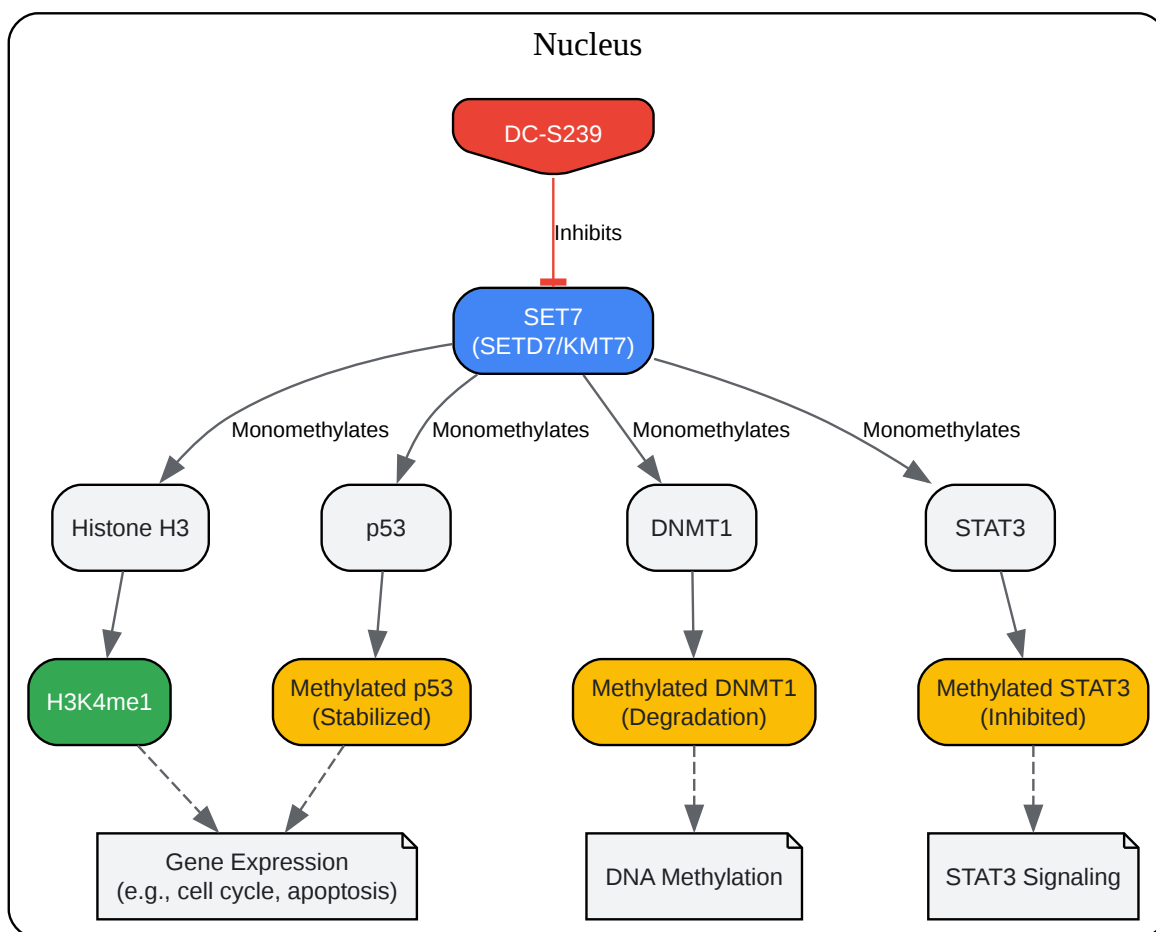 Nucleus
DC-S239
Inhibits
SET7
(SETD7/KMT7)
Monomethylates
Monomethylates
Monomethylates
Monomethylates
Histone H3
p53
DNMT1
STAT3
H3K4me1
Methylated p53
(Stabilized)
Methylated DNMT1
(Degradation)
Methylated STAT3
(Inhibited)
Gene Expression
(e.g., cell cycle, apoptosis)
DNA Methylation
STAT3 Signaling